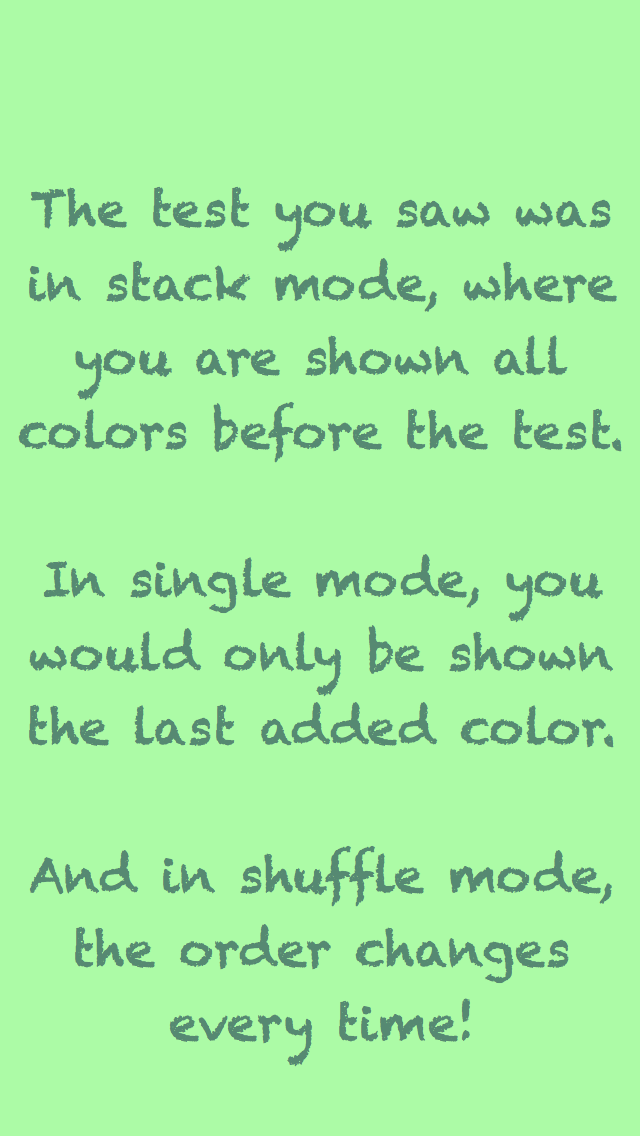 The test you saw was
in stack mode, where
you are shown all
colors before the test.
In single mode, you
would only be shown
the last added color.
And in shuffle mode,
the order changes
every time!